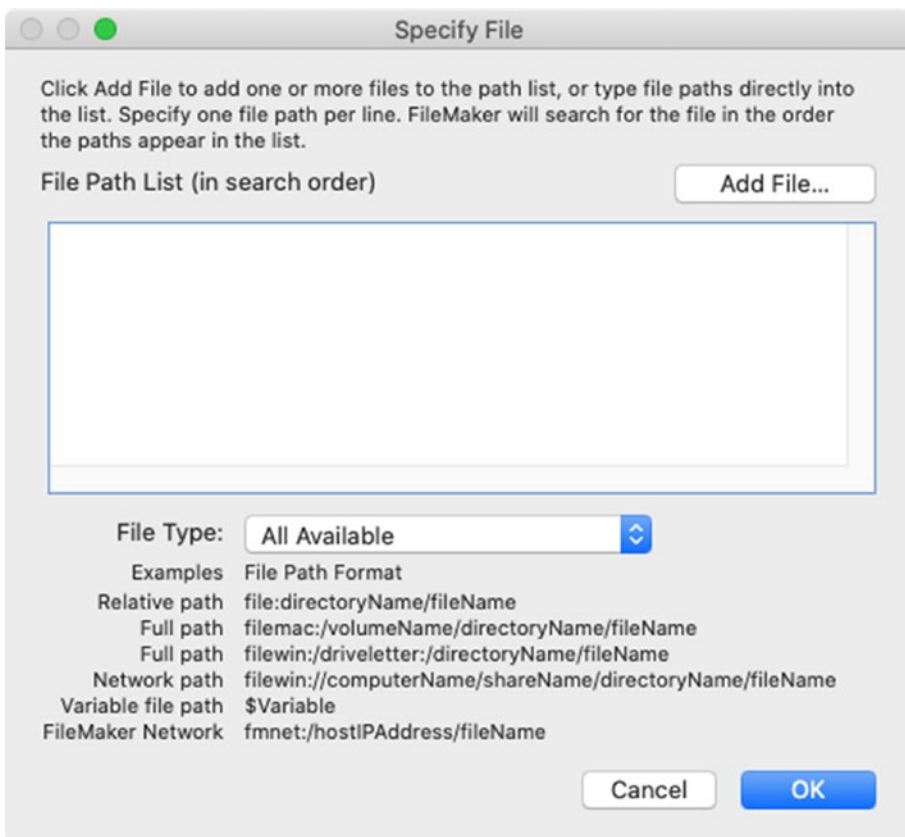 Specify File
Click Add File to add one or more files to the path list, or type file paths directly into
the list. Specify one file path per line. FileMaker will search for the file in the order
the paths appear in the list.
File Path List (in search order)
Add File...
File Type: All Available
Examples File Path Format
Relative path file:directoryName/fileName
Full path filemac:/volumeName/directoryName/fileName
Full path filewin:/driveletter:/directoryName/fileName
Network path filewin://computerName/shareName/directoryName/fileName
Variable file path $Variable
FileMaker Network fmnet:/hostIPAddress/fileName
Cancel OK